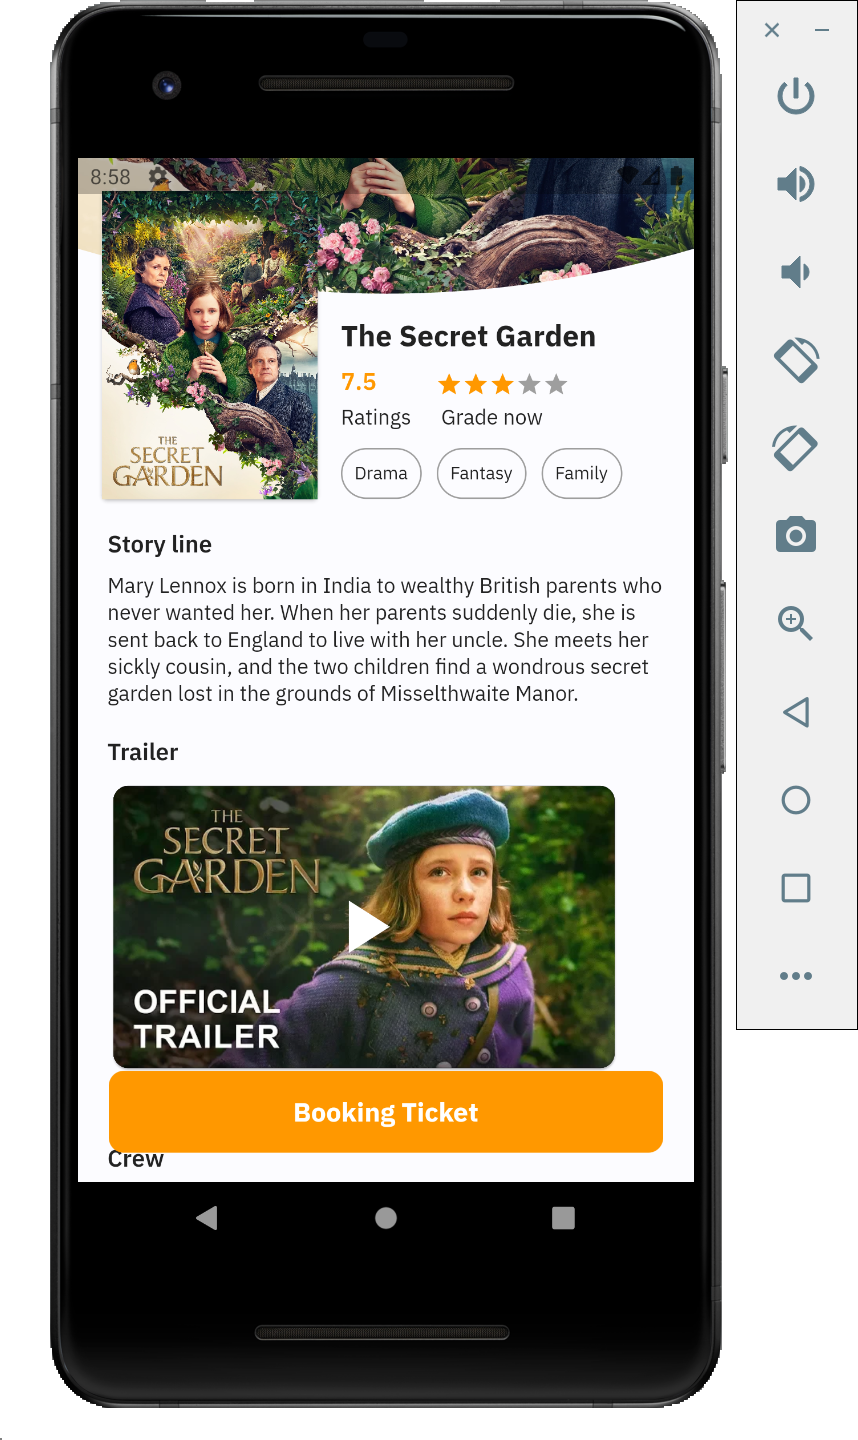 8:58
THE
SECRET
GARDEN
The Secret Garden
7.5
Ratings
Grade now
Drama
Fantasy
Family
Story line
Mary Lennox is born in India to wealthy British parents who
never wanted her. When her parents suddenly die, she is
sent back to England to live with her uncle. She meets her
sickly cousin, and the two children find a wondrous secret
garden lost in the grounds of Misselthwaite Manor.
Trailer
THE
SECRET
GARDEN
OFFICIAL
TRAILER
Booking Ticket
Crew